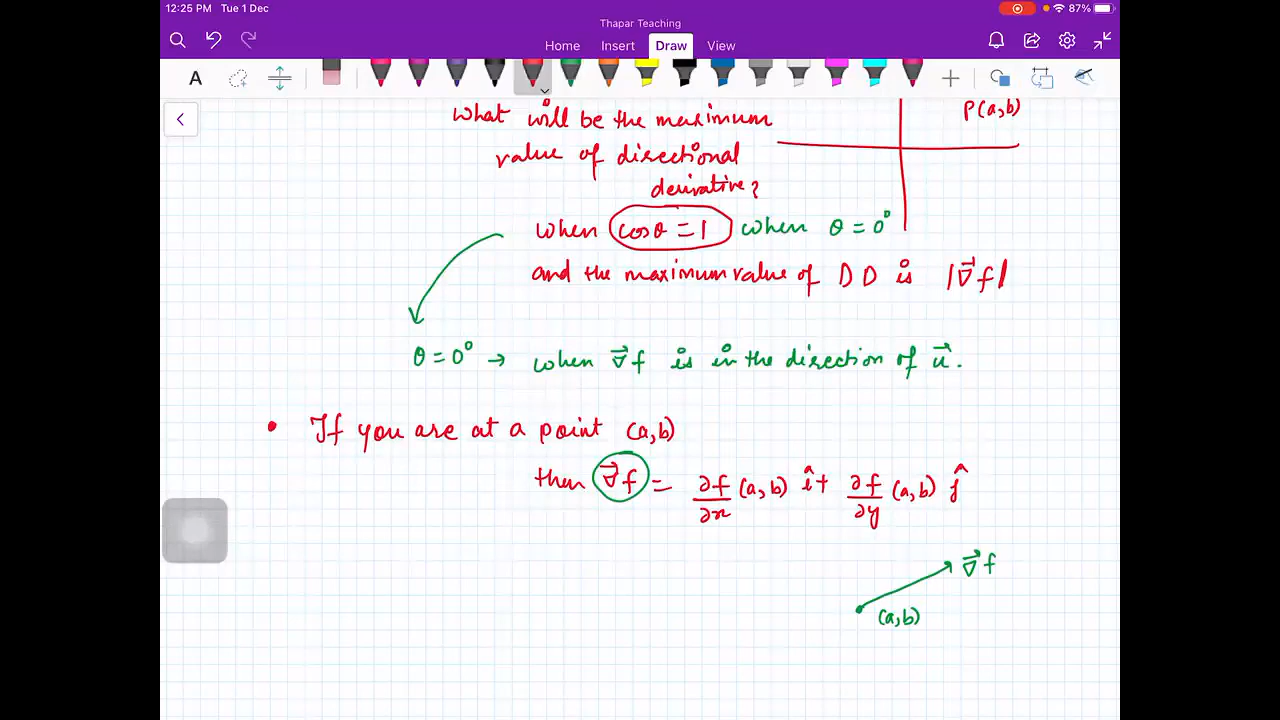 12:25 PM Tue 1 Dec
87%
Thapar Teaching
Home Insert Draw View
A
P(a,b)
What will be the maximum
value of directional
derivative?
when cosθ = 1 when θ = 0°
and the maximum value of DD is |∇⃗f|
θ = 0° → when ∇⃗f is in the direction of u⃗.
• If you are at a point (a,b)
then ∇⃗f = ∂f/∂x (a,b) î + ∂f/∂y (a,b) ĵ
∇⃗f
(a,b)